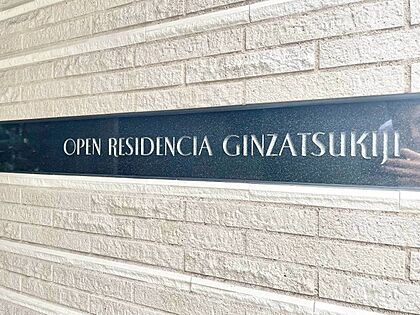 OPEN RESIDENCIA GINZATSUKIJI